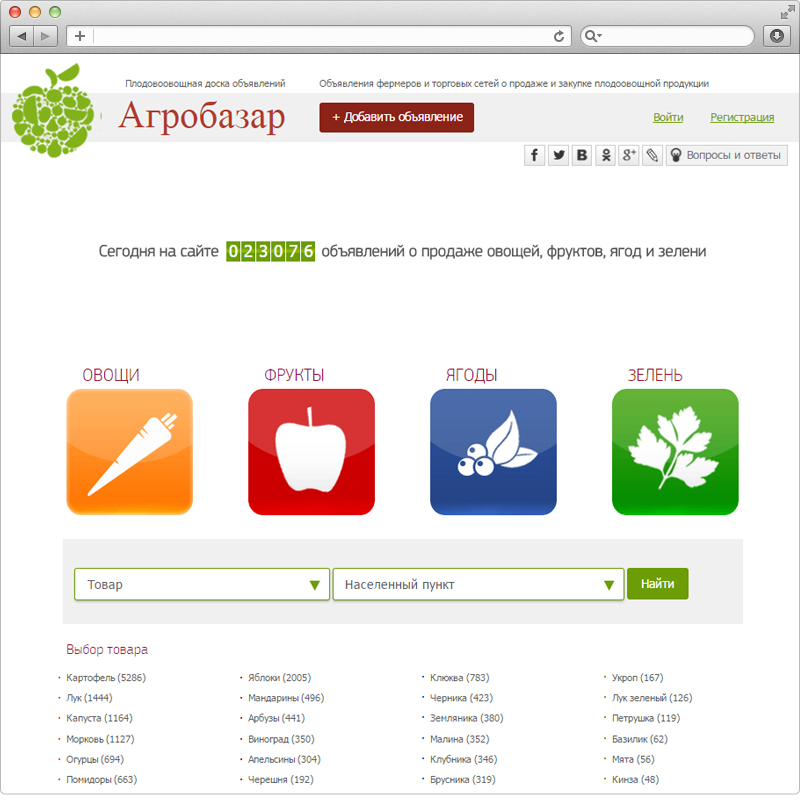 Плодовоовощная доска объявлений
Объявления фермеров и торговых сетей о продаже и закупке плодоовощной продукции
Агробазар
+ Добавить объявление
Войти
Регистрация
Вопросы и ответы
Сегодня на сайте 023076 объявлений о продаже овощей, фруктов, ягод и зелени
ОВОЩИ
ФРУКТЫ
ЯГОДЫ
ЗЕЛЕНЬ
Товар
Населенный пункт
Найти
Выбор товара
Картофель (5286)
Яблоки (2005)
Клюква (783)
Укроп (167)
Лук (1444)
Мандарины (496)
Черника (423)
Лук зеленый (126)
Капуста (1164)
Арбузы (441)
Земляника (380)
Петрушка (119)
Морковь (1127)
Виноград (350)
Малина (352)
Базилик (62)
Огурцы (694)
Апельсины (304)
Клубника (346)
Мята (56)
Помидоры (663)
Черешня (192)
Брусника (319)
Кинза (48)